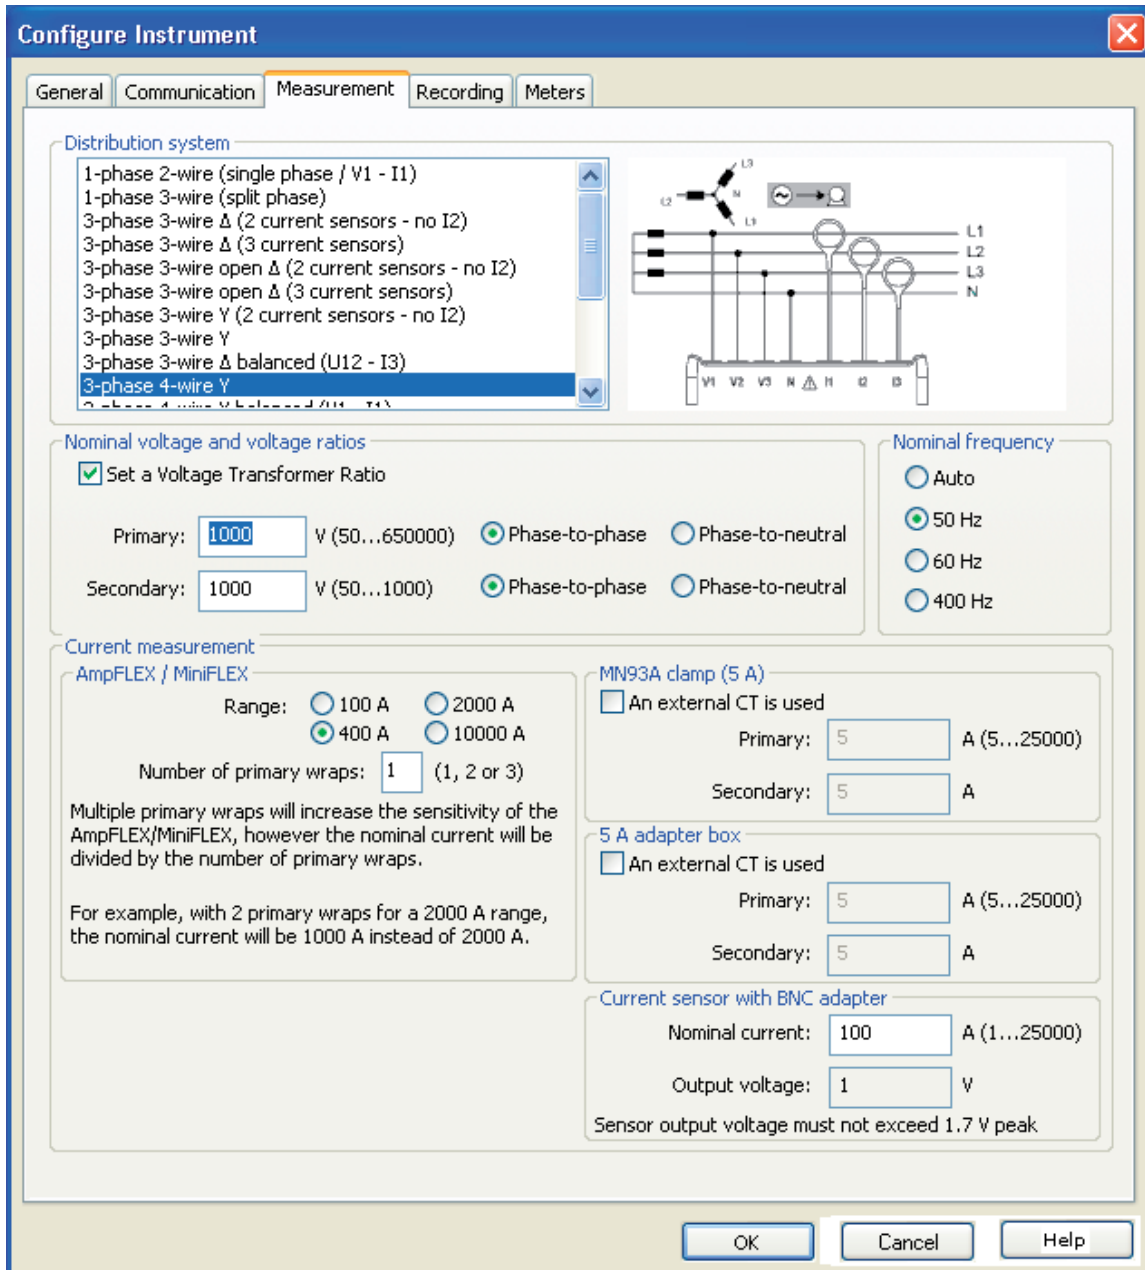 Configure Instrument
General Communication Measurement Recording Meters
Distribution system
1-phase 2-wire (single phase / V1 - I1)
1-phase 3-wire (split phase)
3-phase 3-wire Δ (2 current sensors - no I2)
3-phase 3-wire Δ (3 current sensors)
3-phase 3-wire open Δ (2 current sensors - no I2)
3-phase 3-wire open Δ (3 current sensors)
3-phase 3-wire Y (2 current sensors - no I2)
3-phase 3-wire Y
3-phase 3-wire Δ balanced (U12 - I3)
3-phase 4-wire Y
3-phase 4-wire Y balanced (U1 - I1)
L3
L2
N
L1
L1
L2
L3
N
V1 V2 V3 N I1 I2 I3
Nominal voltage and voltage ratios
Set a Voltage Transformer Ratio
Primary: 1000 V (50...650000) Phase-to-phase Phase-to-neutral
Secondary: 1000 V (50...1000) Phase-to-phase Phase-to-neutral
Nominal frequency
Auto
50 Hz
60 Hz
400 Hz
Current measurement
AmpFLEX / MiniFLEX
Range: 100 A 2000 A
400 A 10000 A
Number of primary wraps: 1 (1, 2 or 3)
Multiple primary wraps will increase the sensitivity of the
AmpFLEX/MiniFLEX, however the nominal current will be
divided by the number of primary wraps.
For example, with 2 primary wraps for a 2000 A range,
the nominal current will be 1000 A instead of 2000 A.
MN93A clamp (5 A)
An external CT is used
Primary: 5 A (5...25000)
Secondary: 5 A
5 A adapter box
An external CT is used
Primary: 5 A (5...25000)
Secondary: 5 A
Current sensor with BNC adapter
Nominal current: 100 A (1...25000)
Output voltage: 1 V
Sensor output voltage must not exceed 1.7 V peak
OK Cancel Help